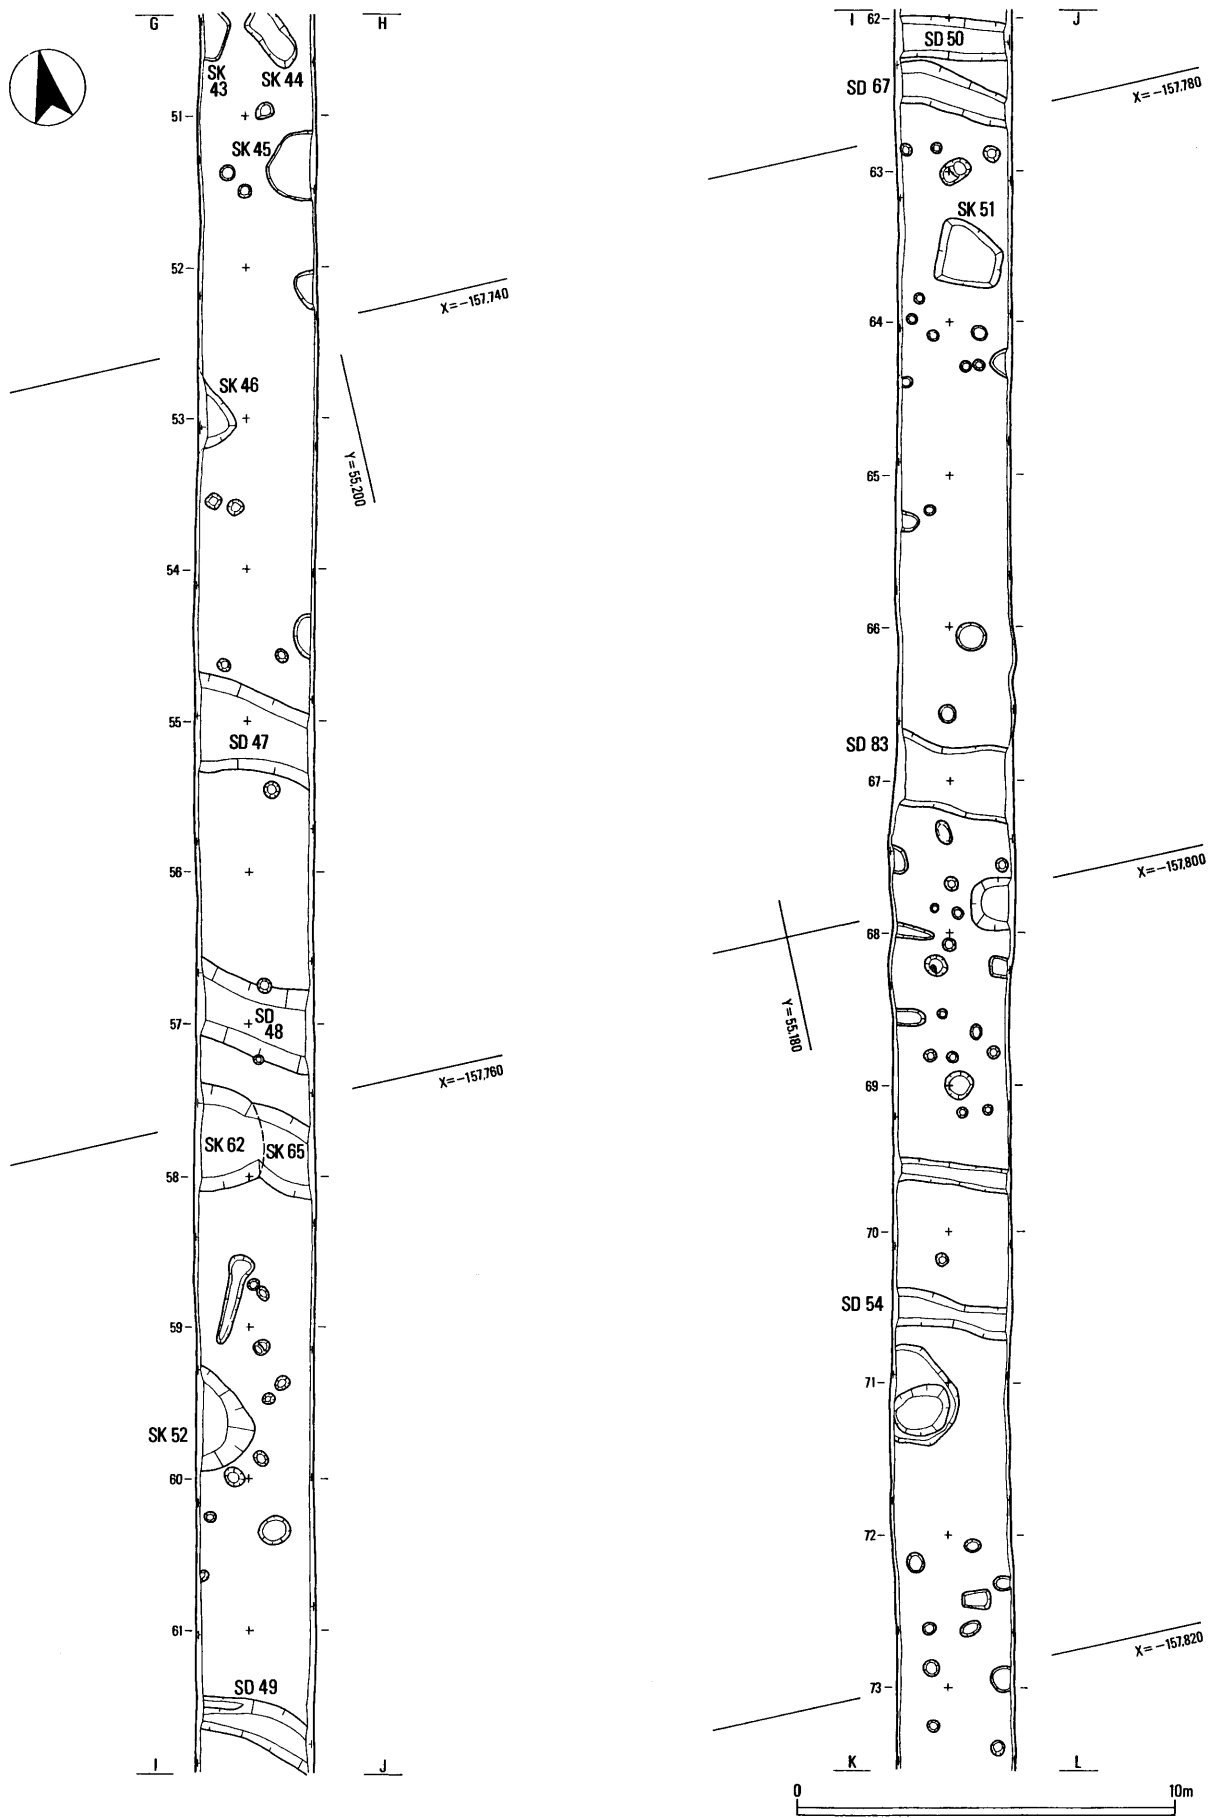 G
H
SK
43
SK 44
51
SK 45
52
X=−157,740
SK 46
53
Y=55,200
54
55
SD 47
56
57
SD
48
X=−157,760
SK 62
SK 65
58
59
SK 52
60
61
SD 49
I
J
I
62
J
SD 50
SD 67
X=−157,780
63
SK 51
64
65
66
SD 83
67
X=−157,800
68
Y=55,180
69
70
SD 54
71
72
X=−157,820
73
K
L
0
10m